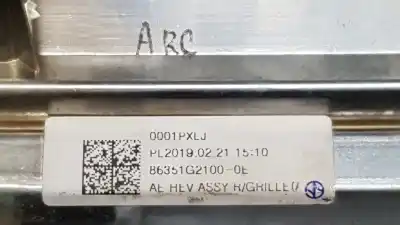 ARC
0001PXLJ
PL2019.02.21 15:10
86351G2100-0E
AE HEV ASSY R/GRILLE